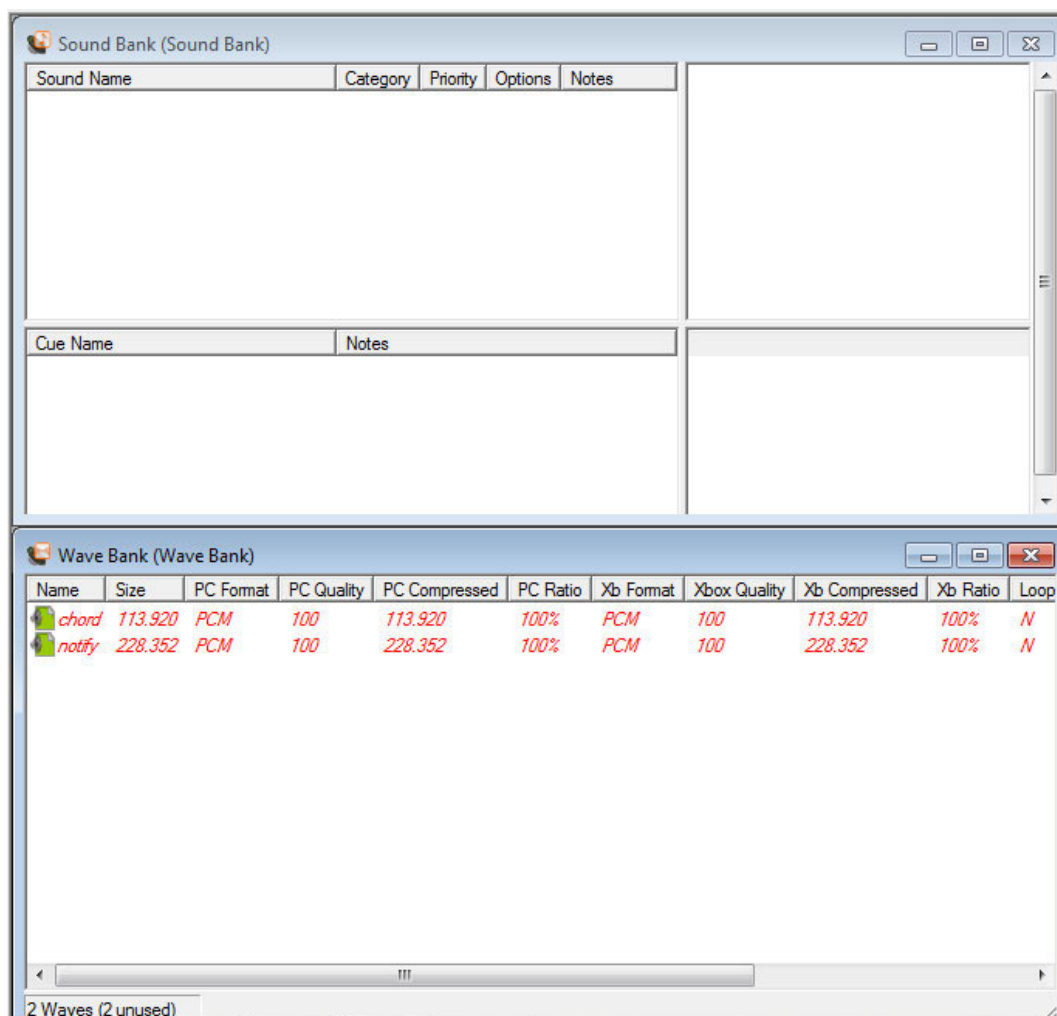 Sound Bank (Sound Bank)
Sound Name Category Priority Options Notes
Cue Name Notes
Wave Bank (Wave Bank)
Name Size PC Format PC Quality PC Compressed PC Ratio Xb Format Xbox Quality Xb Compressed Xb Ratio Loop
chord 113.920 PCM 100 113.920 100% PCM 100 113.920 100% N
notify 228.352 PCM 100 228.352 100% PCM 100 228.352 100% N
2 Waves (2 unused)